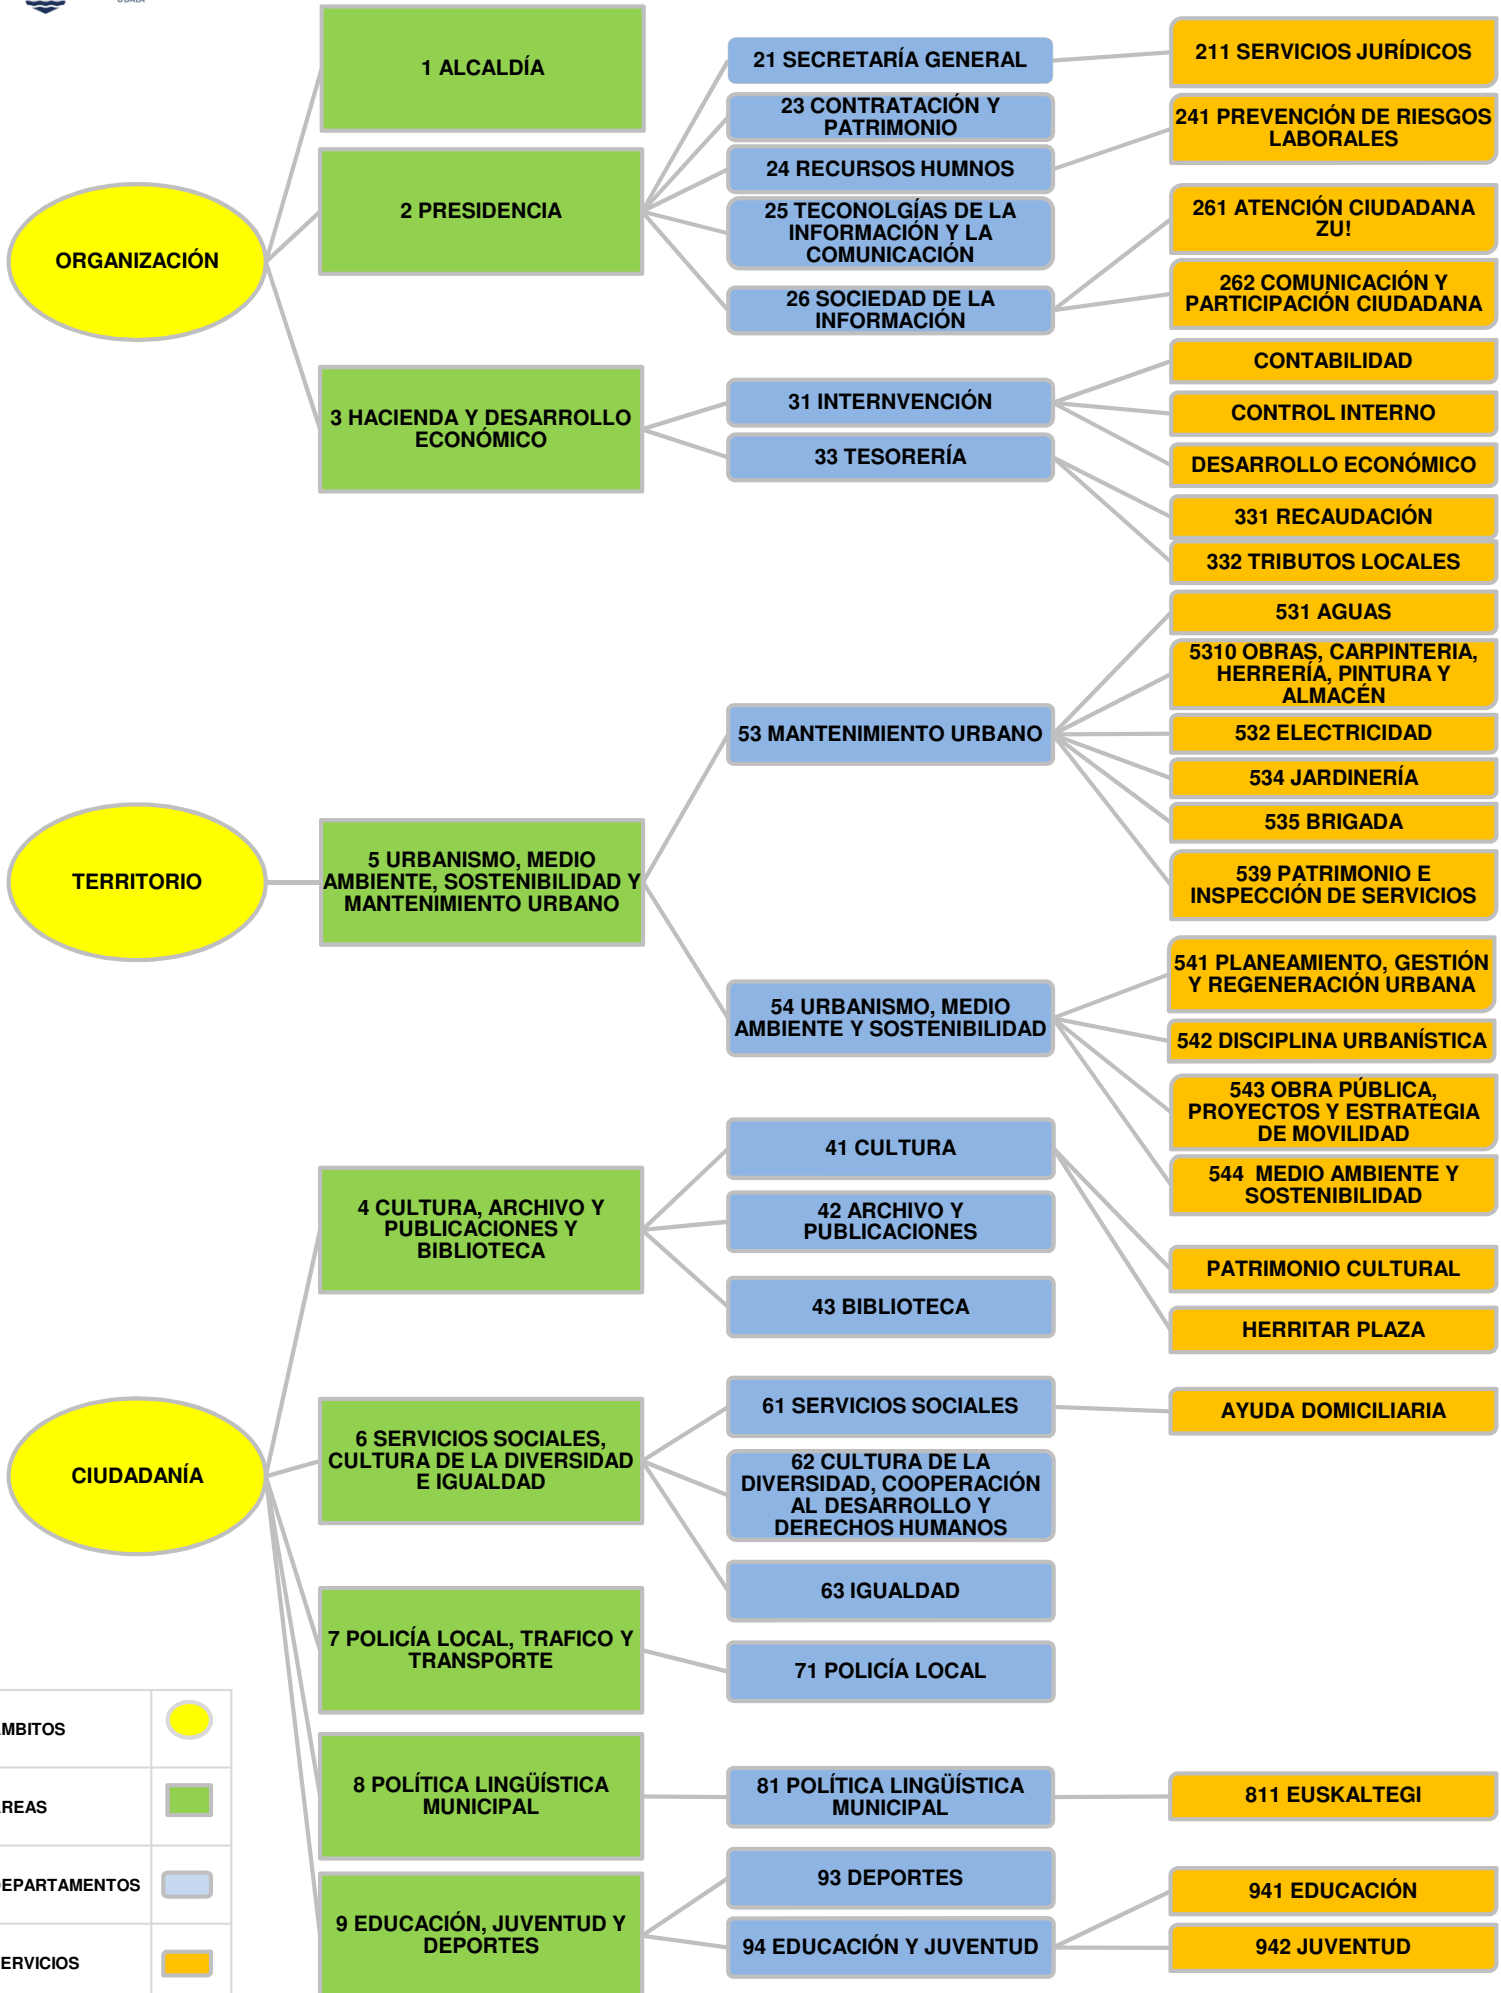 UDALA
1 ALCALDÍA
21 SECRETARÍA GENERAL
211 SERVICIOS JURÍDICOS
23 CONTRATACIÓN Y
PATRIMONIO
241 PREVENCIÓN DE RIESGOS
LABORALES
24 RECURSOS HUMNOS
2 PRESIDENCIA
25 TECONOLGÍAS DE LA
INFORMACIÓN Y LA
COMUNICACIÓN
261 ATENCIÓN CIUDADANA
ZU!
ORGANIZACIÓN
26 SOCIEDAD DE LA
INFORMACIÓN
262 COMUNICACIÓN Y
PARTICIPACIÓN CIUDADANA
3 HACIENDA Y DESARROLLO
ECONÓMICO
31 INTERNVENCIÓN
CONTABILIDAD
CONTROL INTERNO
33 TESORERÍA
DESARROLLO ECONÓMICO
331 RECAUDACIÓN
332 TRIBUTOS LOCALES
531 AGUAS
5310 OBRAS, CARPINTERIA,
HERRERÍA, PINTURA Y
ALMACÉN
53 MANTENIMIENTO URBANO
532 ELECTRICIDAD
534 JARDINERÍA
535 BRIGADA
TERRITORIO
5 URBANISMO, MEDIO
AMBIENTE, SOSTENIBILIDAD Y
MANTENIMIENTO URBANO
539 PATRIMONIO E
INSPECCIÓN DE SERVICIOS
541 PLANEAMIENTO, GESTIÓN
Y REGENERACIÓN URBANA
54 URBANISMO, MEDIO
AMBIENTE Y SOSTENIBILIDAD
542 DISCIPLINA URBANÍSTICA
543 OBRA PÚBLICA,
PROYECTOS Y ESTRATEGIA
DE MOVILIDAD
544 MEDIO AMBIENTE Y
SOSTENIBILIDAD
4 CULTURA, ARCHIVO Y
PUBLICACIONES Y
BIBLIOTECA
41 CULTURA
42 ARCHIVO Y
PUBLICACIONES
43 BIBLIOTECA
PATRIMONIO CULTURAL
HERRITAR PLAZA
CIUDADANÍA
6 SERVICIOS SOCIALES,
CULTURA DE LA DIVERSIDAD
E IGUALDAD
61 SERVICIOS SOCIALES
AYUDA DOMICILIARIA
62 CULTURA DE LA
DIVERSIDAD, COOPERACIÓN
AL DESARROLLO Y
DERECHOS HUMANOS
63 IGUALDAD
7 POLICÍA LOCAL, TRAFICO Y
TRANSPORTE
71 POLICÍA LOCAL
8 POLÍTICA LINGÜÍSTICA
MUNICIPAL
81 POLÍTICA LINGÜÍSTICA
MUNICIPAL
811 EUSKALTEGI
9 EDUCACIÓN, JUVENTUD Y
DEPORTES
93 DEPORTES
94 EDUCACIÓN Y JUVENTUD
941 EDUCACIÓN
942 JUVENTUD
MBITOS
REAS
DEPARTAMENTOS
ERVICIOS